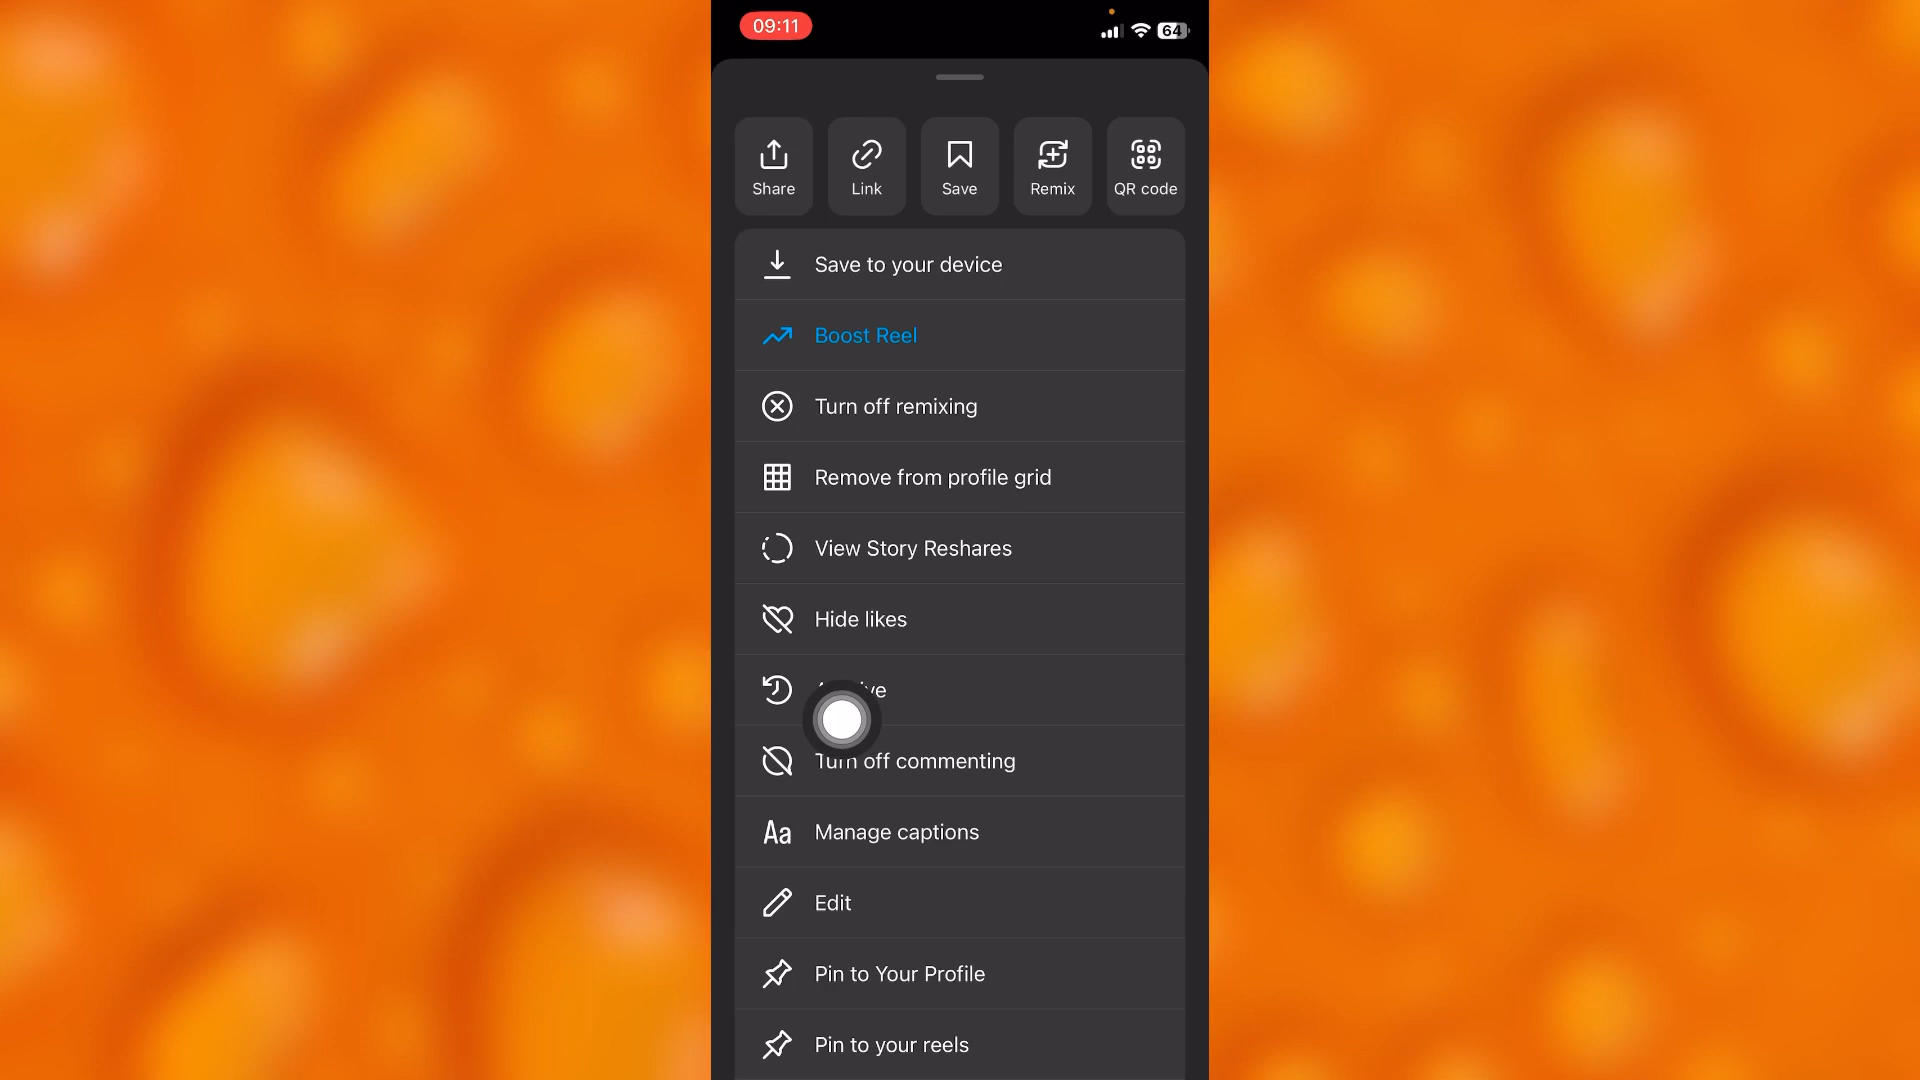 09:11
64
Share
Link
Save
Remix
QR code
Save to your device
Boost Reel
Turn off remixing
Remove from profile grid
View Story Reshares
Hide likes
Turn off commenting
Aa Manage captions
Edit
Pin to Your Profile
Pin to your reels